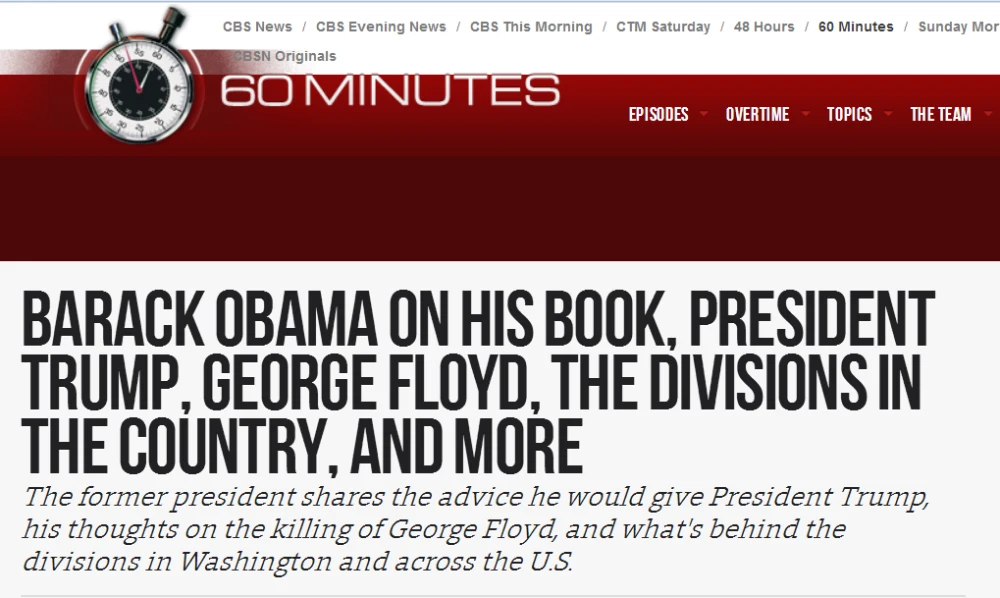 CBS News / CBS Evening News / CBS This Morning / CTM Saturday / 48 Hours / 60 Minutes / Sunday Mor
CBSN Originals
60 MINUTES
EPISODES OVERTIME TOPICS THE TEAM
BARACK OBAMA ON HIS BOOK, PRESIDENT
TRUMP, GEORGE FLOYD, THE DIVISIONS IN
THE COUNTRY, AND MORE
The former president shares the advice he would give President Trump,
his thoughts on the killing of George Floyd, and what's behind the
divisions in Washington and across the U.S.